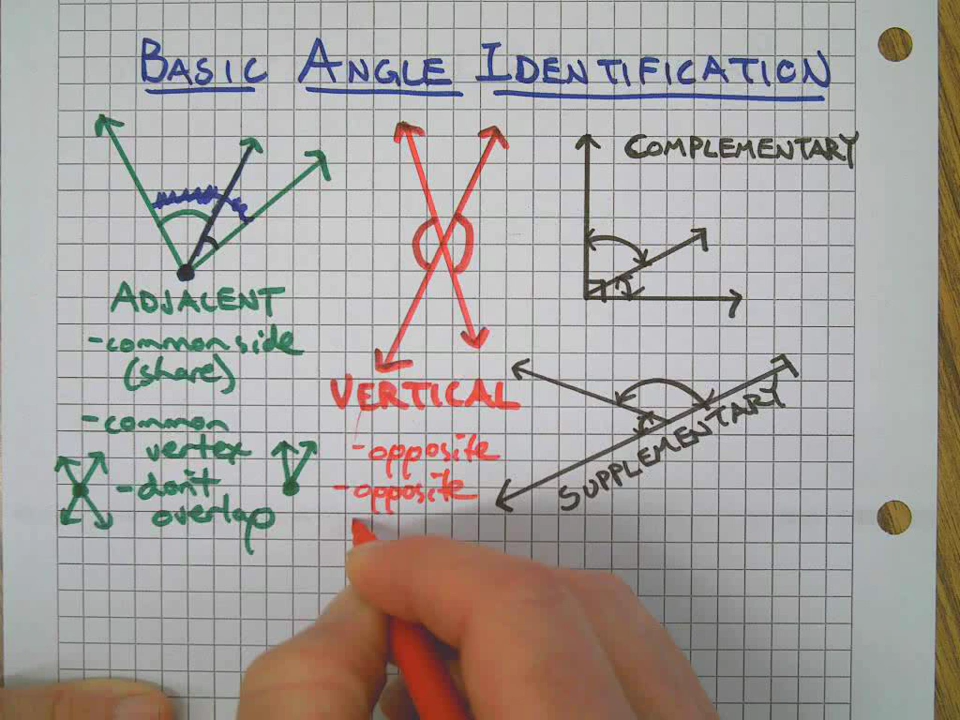 BASIC ANGLE IDENTIFICATION
ADJACENT
-common side
(share)
-common
vertex
-don't
overlap
VERTICAL
-opposite
-opposite
COMPLEMENTARY
SUPPLEMENTARY